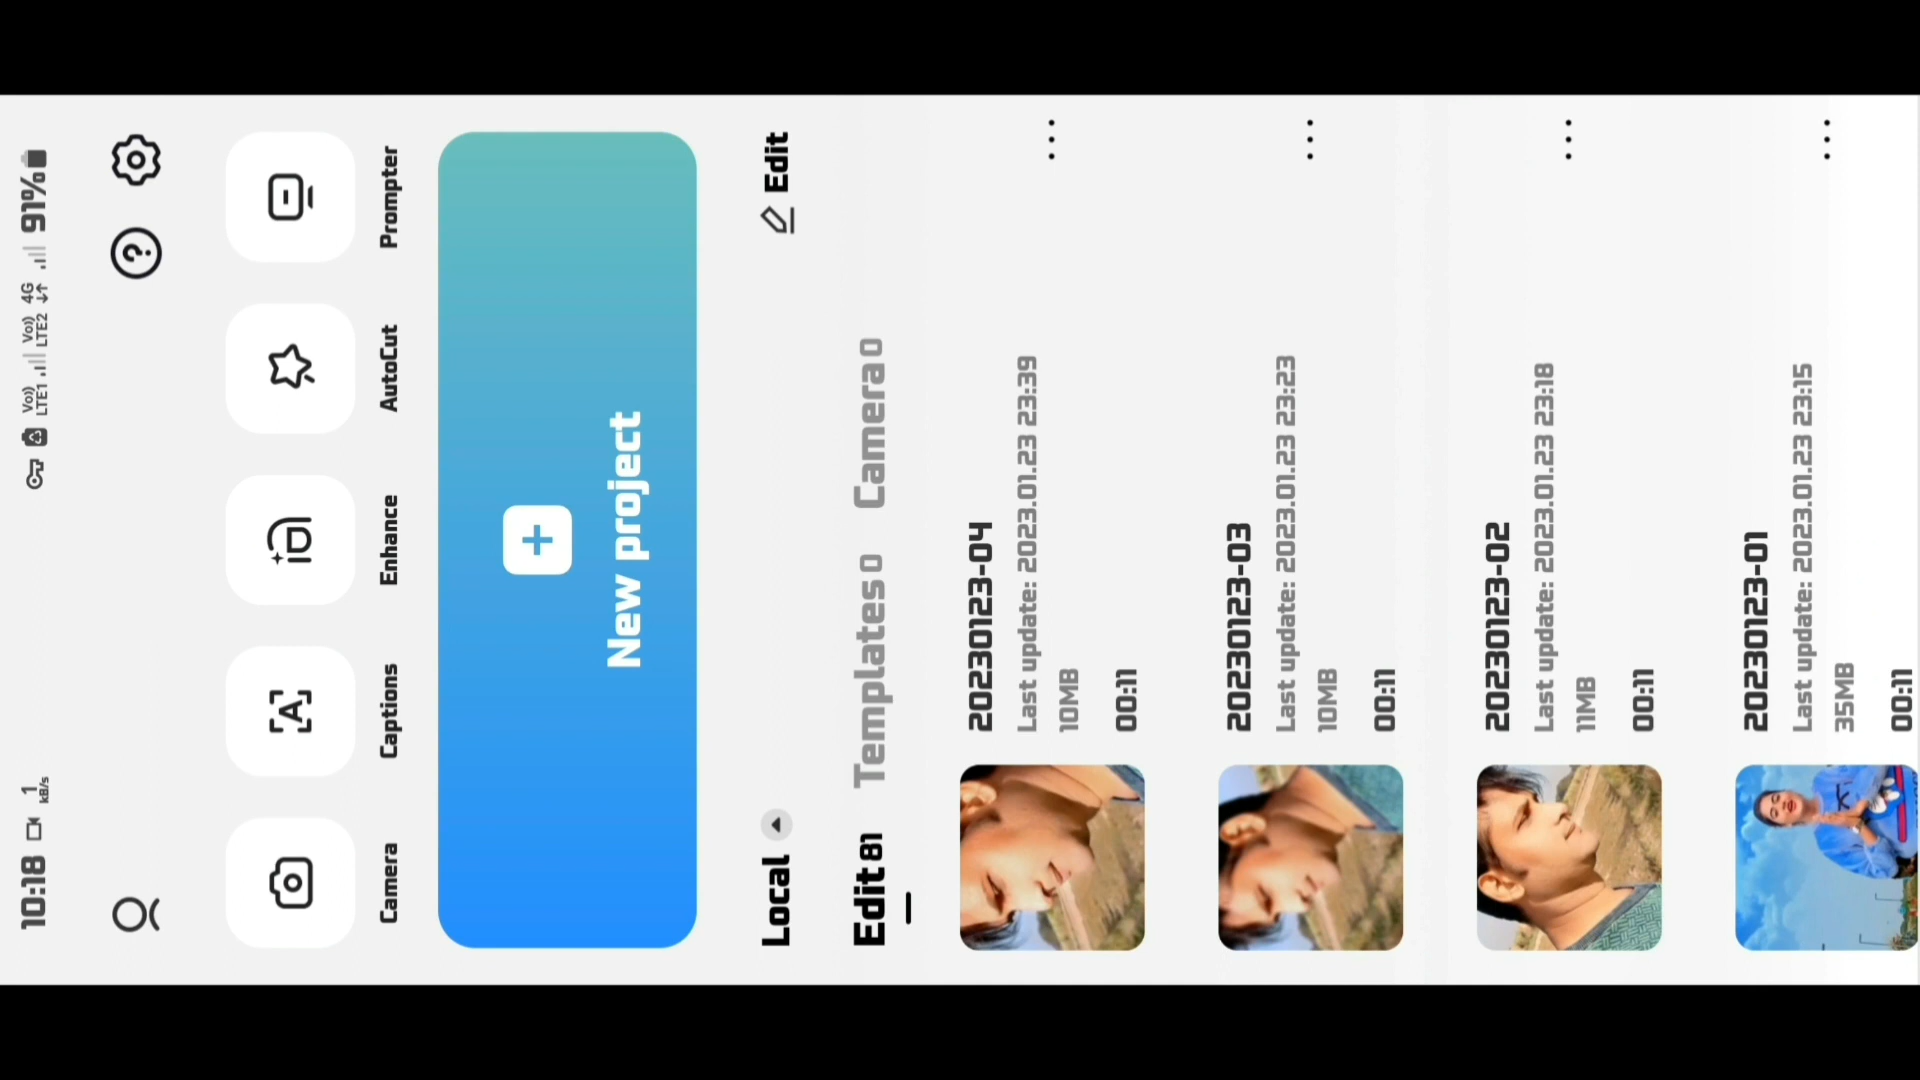 10:18 1 kB/s Vo)) LTE1 Vo)) LTE2 4G 91%
Camera Captions Enhance AutoCut Prompter
New project
Local Edit
Edit 81 Templates 0 Camera 0
20230123-04
Last update: 2023.01.23 23:39
10MB
00:11
20230123-03
Last update: 2023.01.23 23:23
10MB
00:11
20230123-02
Last update: 2023.01.23 23:18
11MB
00:11
20230123-01
Last update: 2023.01.23 23:15
35MB
00:11